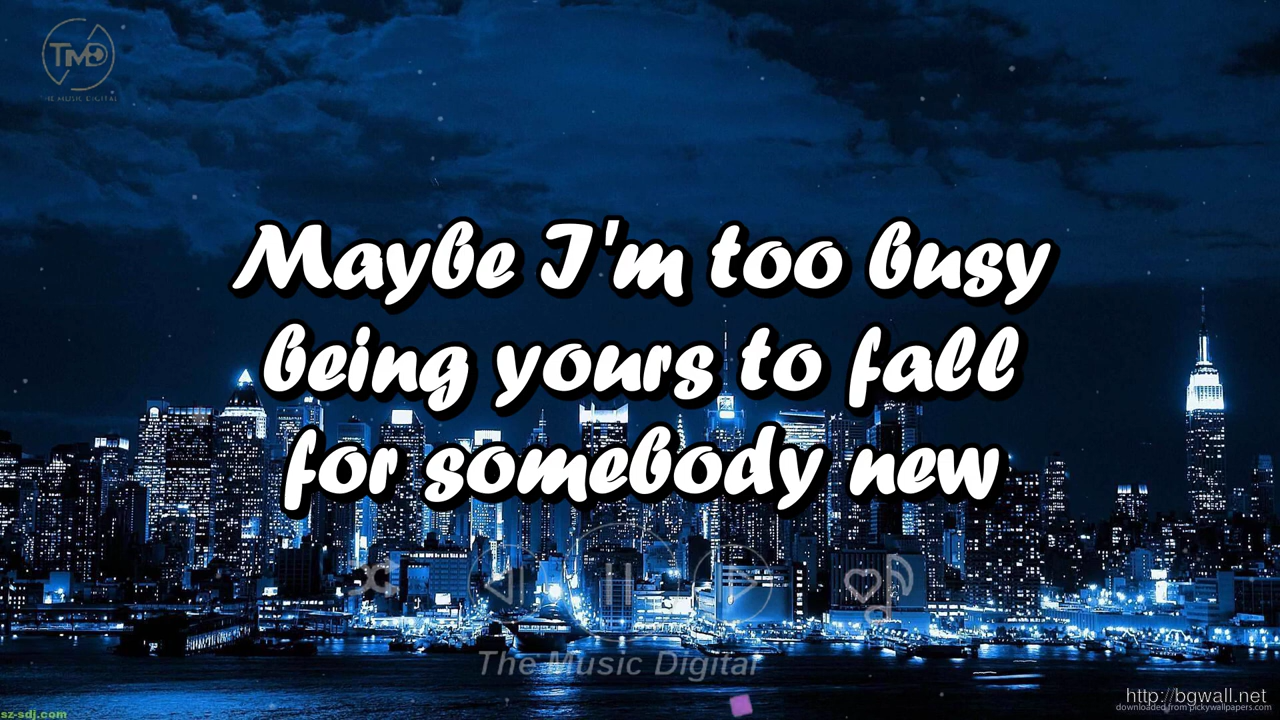 TMD
THE MUSIC DIGITAL
Maybe I'm too busy
being yours to fall
for somebody new
The Music Digital
http://bgwall.net
downloaded from pickywallpapers.com
sz-sdj.com